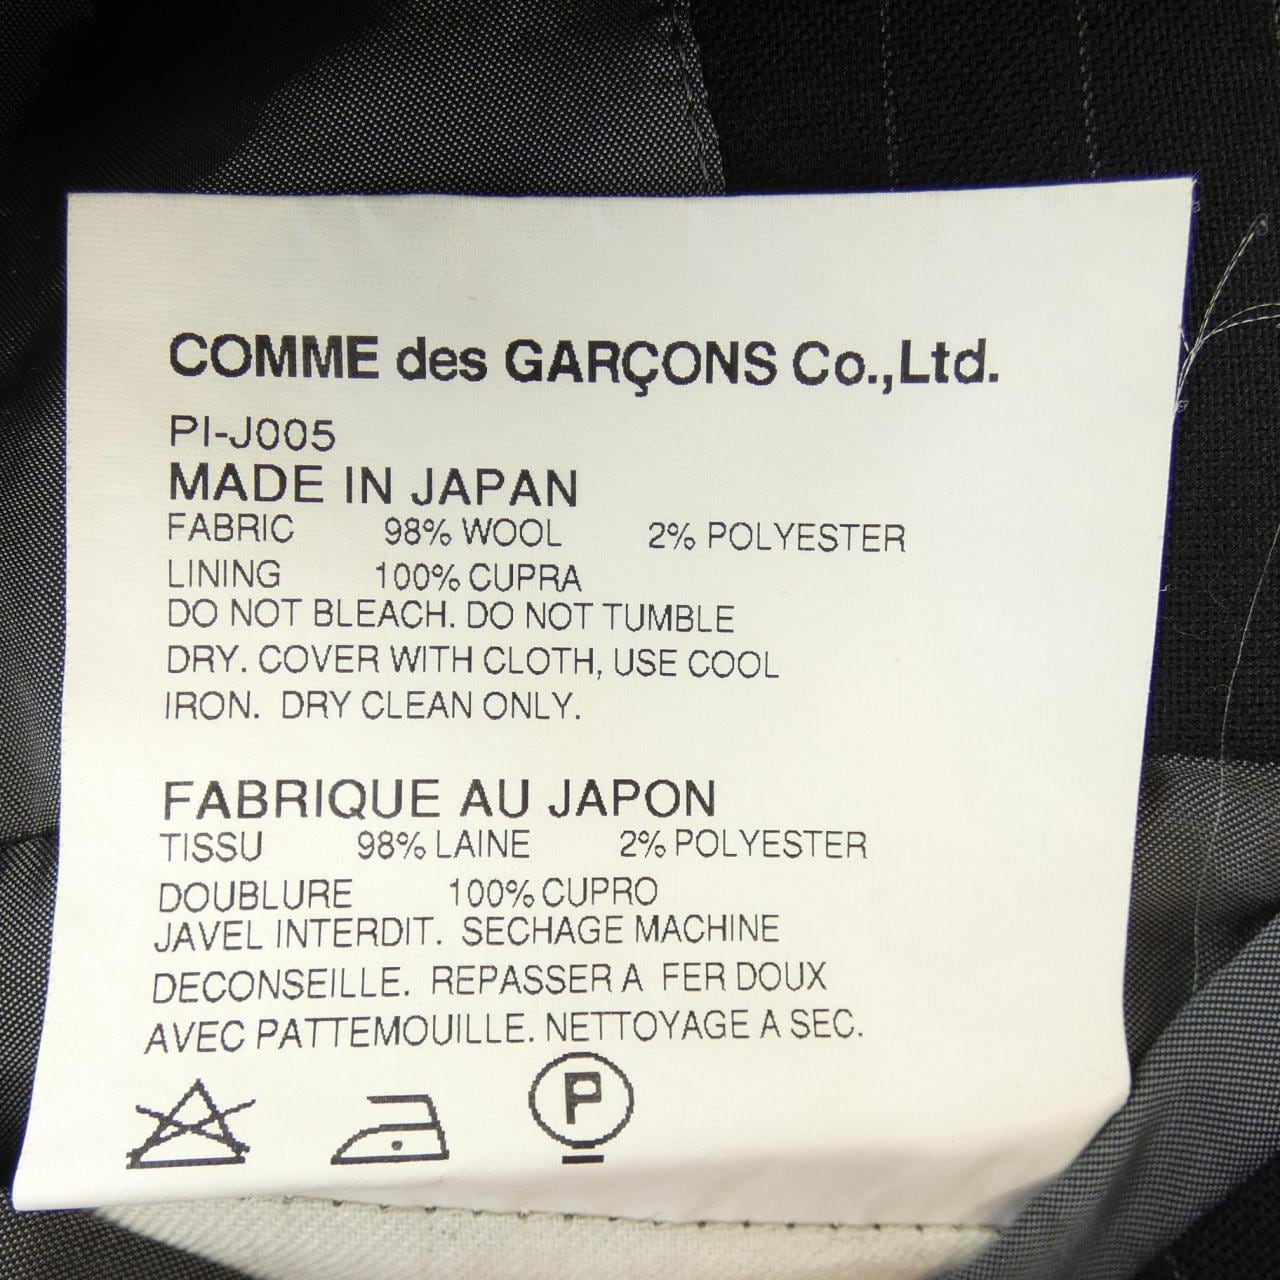 COMME des GARÇONS Co.,Ltd.
PI-J005
MADE IN JAPAN
FABRIC 98% WOOL 2% POLYESTER
LINING 100% CUPRA
DO NOT BLEACH. DO NOT TUMBLE
DRY. COVER WITH CLOTH, USE COOL
IRON. DRY CLEAN ONLY.
FABRIQUE AU JAPON
TISSU 98% LAINE 2% POLYESTER
DOUBLURE 100% CUPRO
JAVEL INTERDIT. SECHAGE MACHINE
DECONSEILLE. REPASSER A FER DOUX
AVEC PATTEMOUILLE. NETTOYAGE A SEC.
P